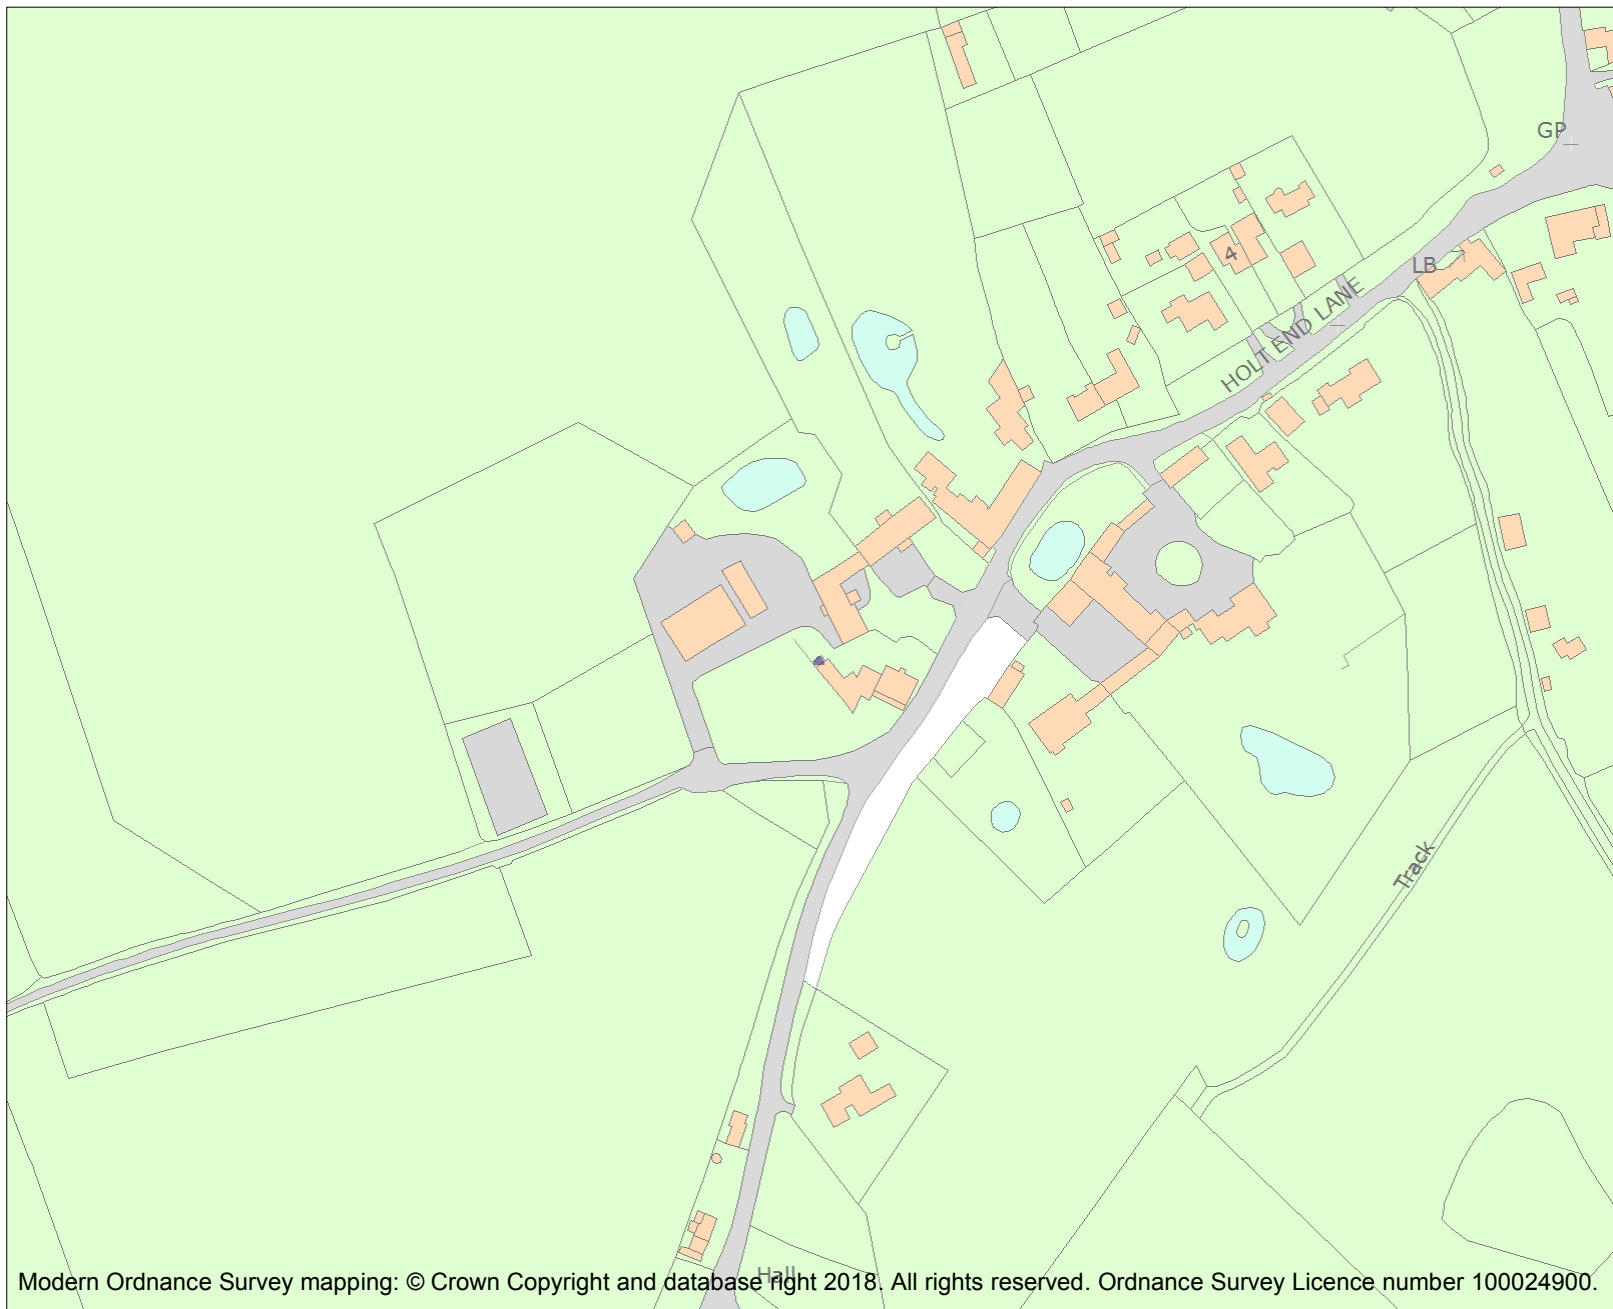 GP
4
LB
HOLT END LANE
Track
Hall
Modern Ordnance Survey mapping: © Crown Copyright and database right 2018. All rights reserved. Ordnance Survey Licence number 100024900.